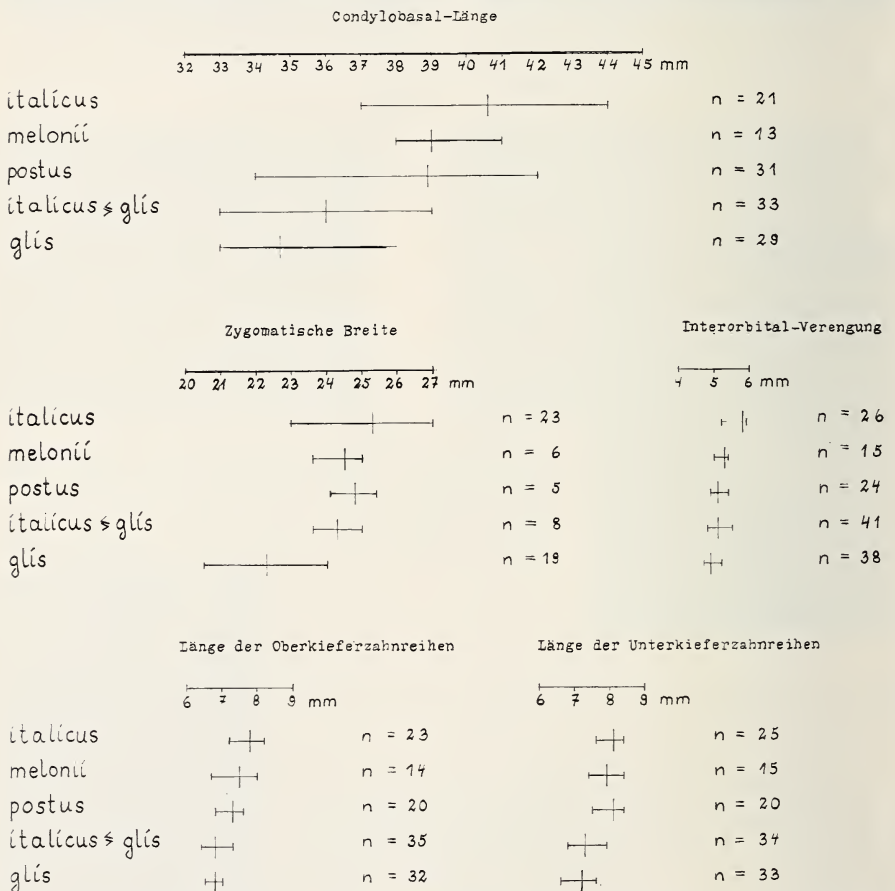 Condylobasal-Länge
32 33 34 35 36 37 38 39 40 41 42 43 44 45 mm
italicus n = 21
melonii n = 13
postus n = 31
italicus ≶ glis n = 33
glis n = 29
Zygomatische Breite Interorbital-Verengung
20 21 22 23 24 25 26 27 mm 4 5 6 mm
italicus n = 23 n = 26
melonii n = 6 n = 15
postus n = 5 n = 24
italicus ≶ glis n = 8 n = 41
glis n = 19 n = 38
Länge der Oberkieferzahnreihen Länge der Unterkieferzahnreihen
6 7 8 9 mm 6 7 8 9 mm
italicus n = 23 n = 25
melonii n = 14 n = 15
postus n = 20 n = 20
italicus ≶ glis n = 35 n = 34
glis n = 32 n = 33